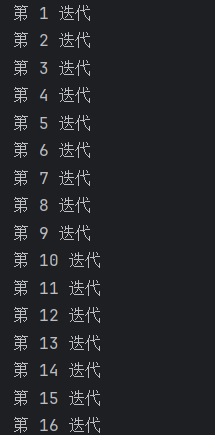 第 1 迭代
第 2 迭代
第 3 迭代
第 4 迭代
第 5 迭代
第 6 迭代
第 7 迭代
第 8 迭代
第 9 迭代
第 10 迭代
第 11 迭代
第 12 迭代
第 13 迭代
第 14 迭代
第 15 迭代
第 16 迭代